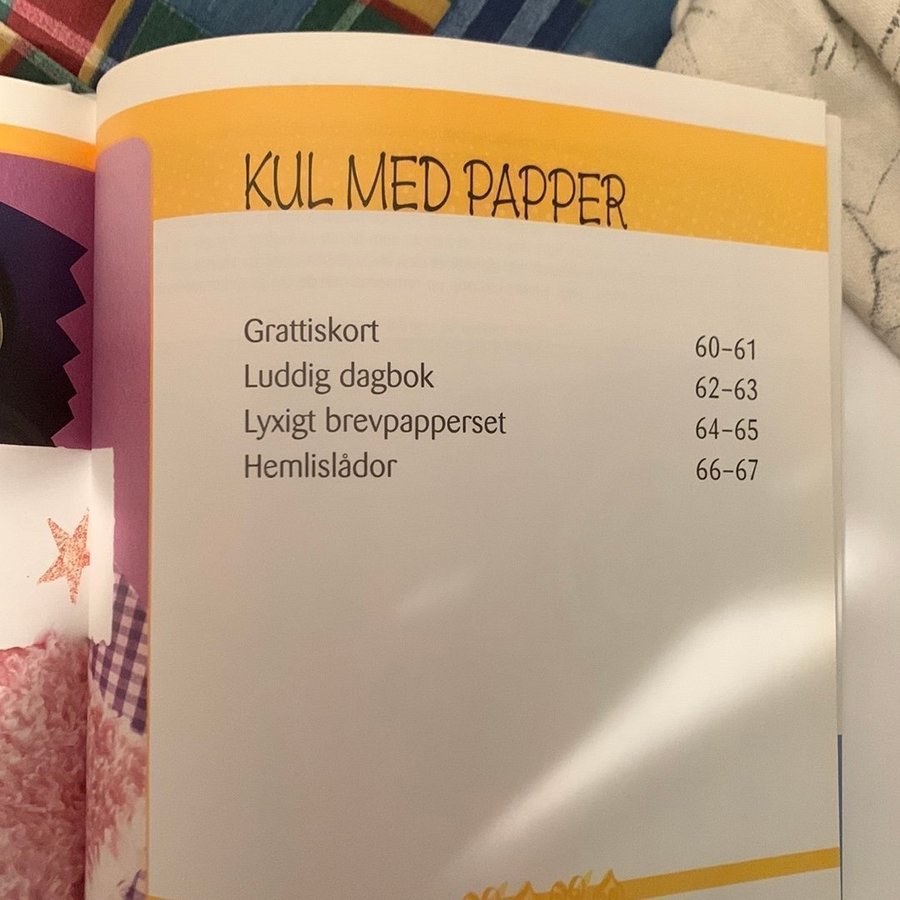 KUL MED PAPPER
Grattiskort 60–61
Luddig dagbok 62–63
Lyxigt brevpapperset 64–65
Hemlislådor 66–67